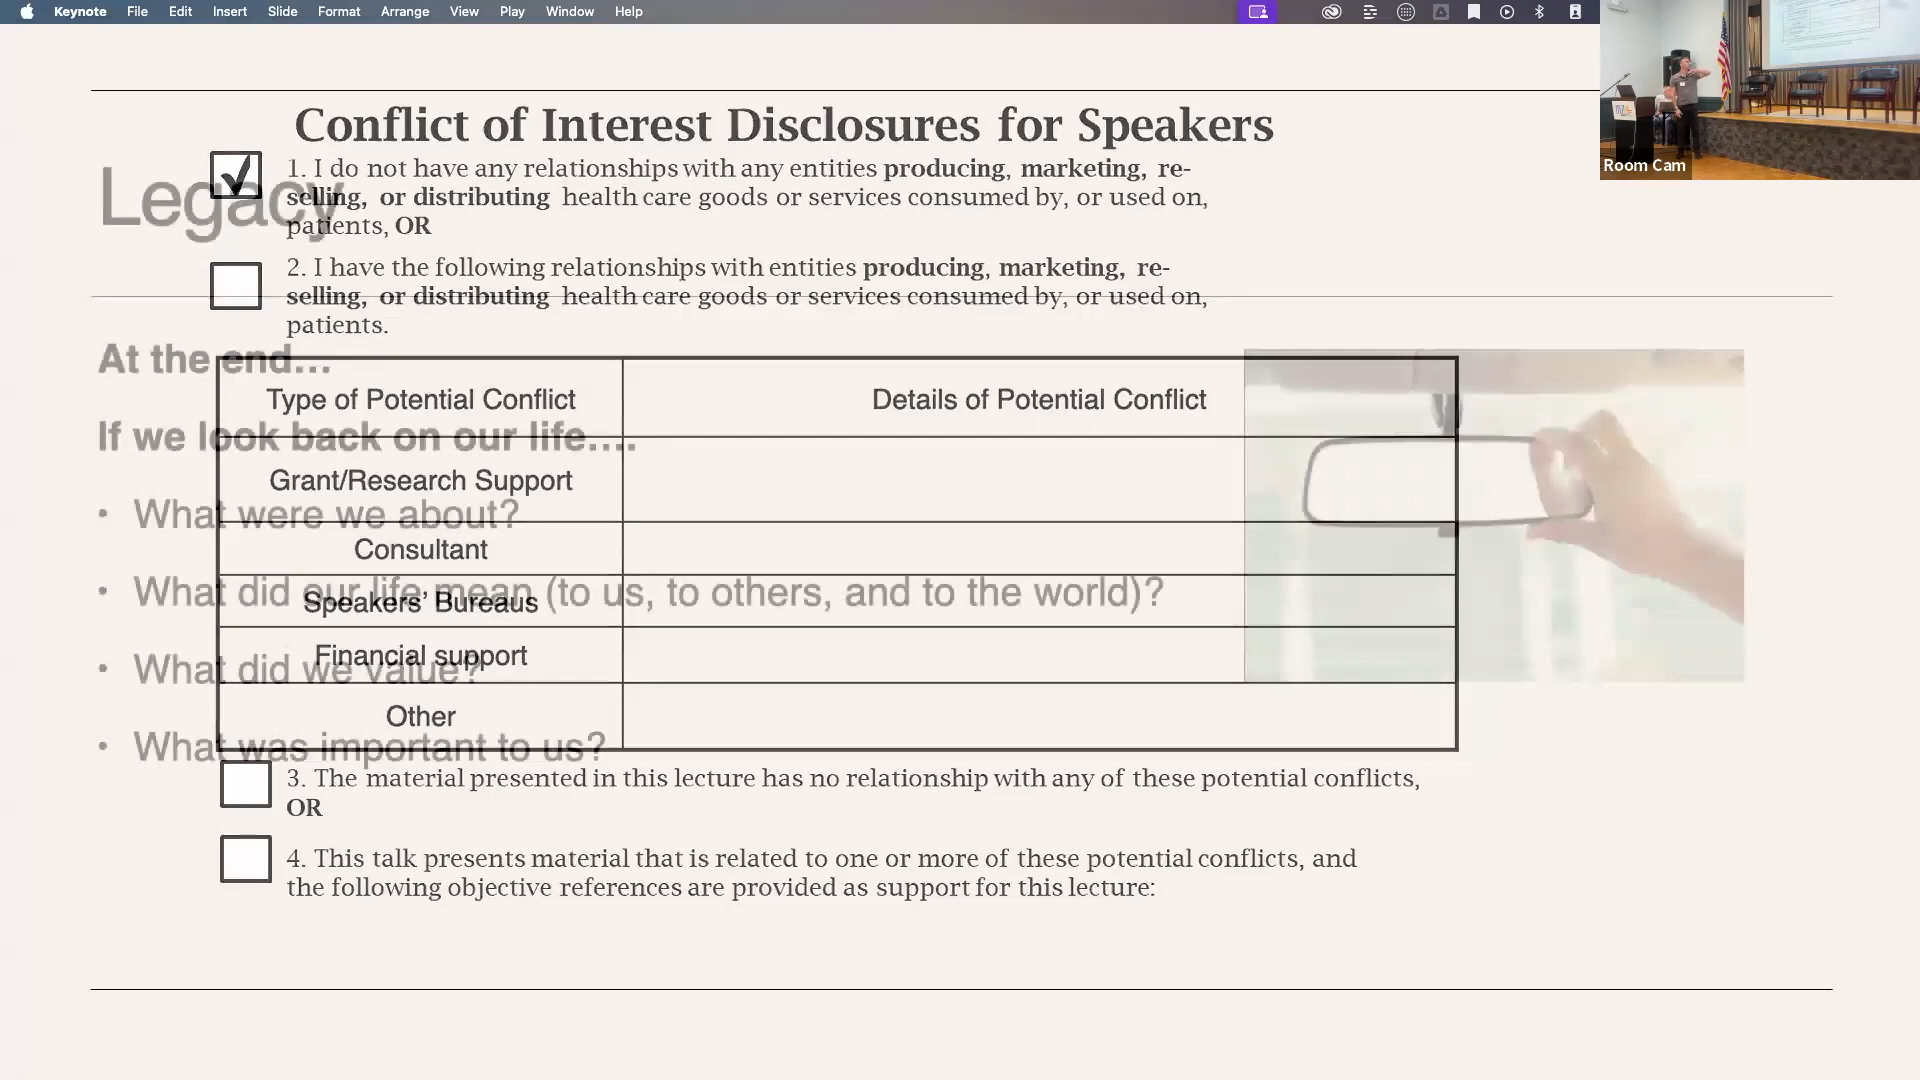 Keynote File Edit Insert Slide Format Arrange View Play Window Help
Room Cam
Conflict of Interest Disclosures for Speakers
1. I do not have any relationships with any entities producing, marketing, re-
selling, or distributing health care goods or services consumed by, or used on,
patients, OR
2. I have the following relationships with entities producing, marketing, re-
selling, or distributing health care goods or services consumed by, or used on,
patients.
Type of Potential Conflict
Details of Potential Conflict
Grant/Research Support
Consultant
Speakers' Bureaus
Financial support
Other
3. The material presented in this lecture has no relationship with any of these potential conflicts,
OR
4. This talk presents material that is related to one or more of these potential conflicts, and
the following objective references are provided as support for this lecture:
Legacy
At the end...
If we look back on our life....
• What were we about?
• What did our life mean (to us, to others, and to the world)?
• What did we value?
• What was important to us?